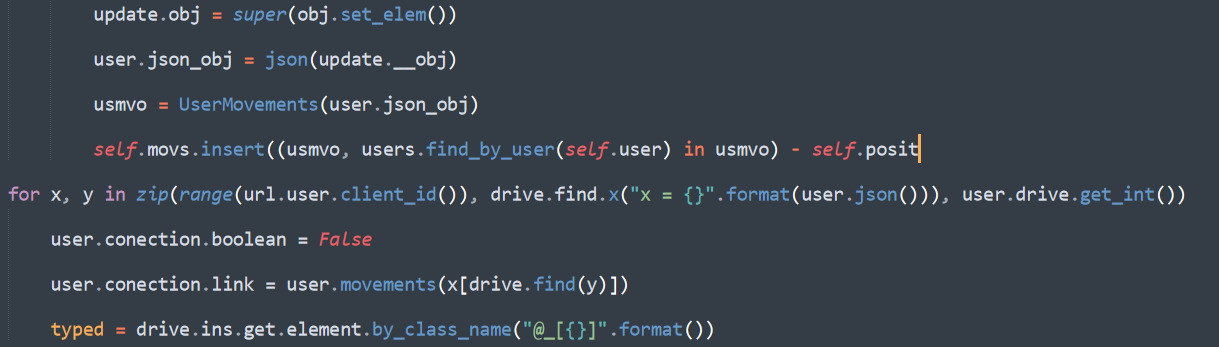 update.obj = super(obj.set_elem())
user.json_obj = json(update.__obj)
usmvo = UserMovements(user.json_obj)
self.movs.insert((usmvo, users.find_by_user(self.user) in usmvo) - self.posit
for x, y in zip(range(url.user.client_id()), drive.find.x("x = {}".format(user.json())), user.drive.get_int())
user.conection.boolean = False
user.conection.link = user.movements(x[drive.find(y)])
typed = drive.ins.get.element.by_class_name("@_[{}]".format())